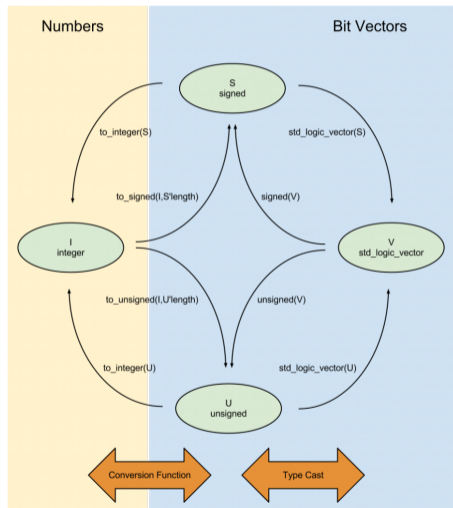 Numbers
Bit Vectors
S
signed
to_integer(S)
std_logic_vector(S)
to_signed(I,S'length)
signed(V)
I
integer
V
std_logic_vector
to_unsigned(I,U'length)
unsigned(V)
to_integer(U)
std_logic_vector(U)
U
unsigned
Conversion Function
Type Cast